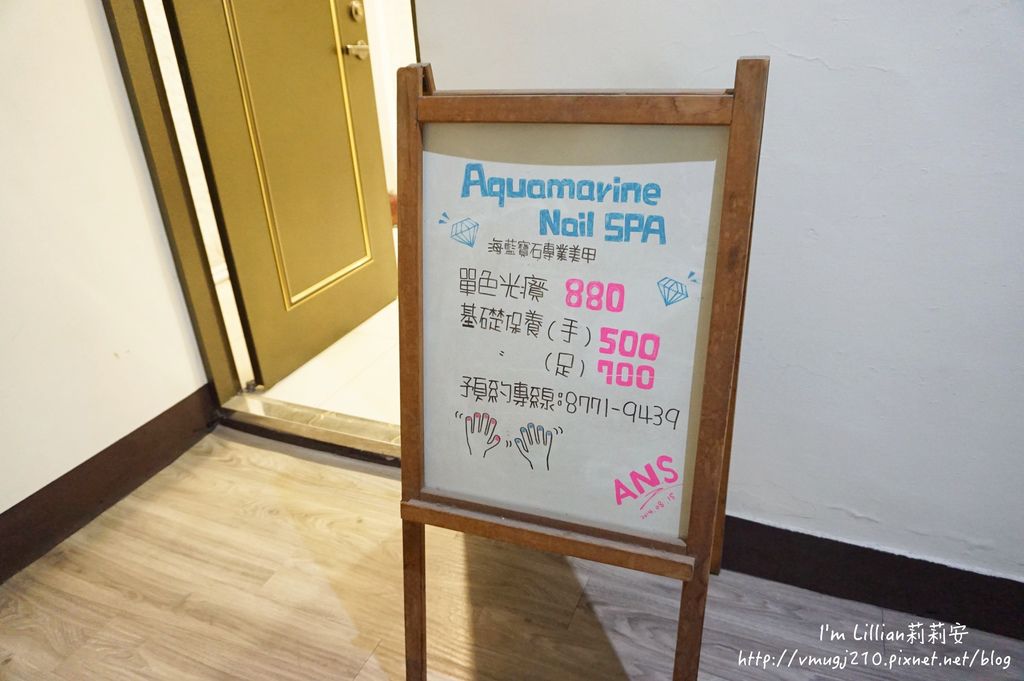 Aquamarine
Nail SPA
海藍寶石專業美甲
單色光療 880
基礎保養(手) 500
〃 (足) 700
預約專線:8771-9439
ANS
I'm Lillian莉莉安
http://vmugj210.pixnet.net/blog